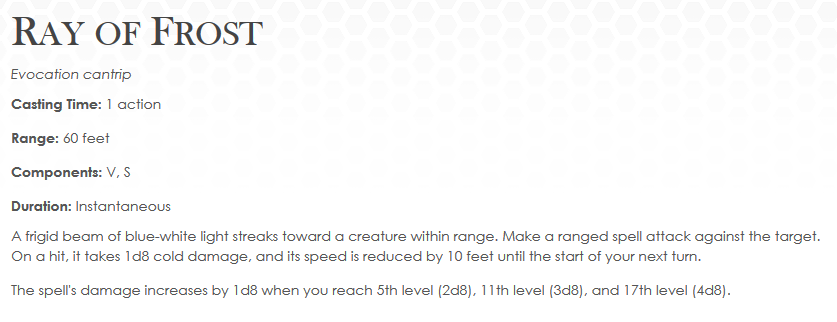 Ray of Frost
Evocation cantrip
Casting Time: 1 action
Range: 60 feet
Components: V, S
Duration: Instantaneous
A frigid beam of blue-white light streaks toward a creature within range. Make a ranged spell attack against the target.
On a hit, it takes 1d8 cold damage, and its speed is reduced by 10 feet until the start of your next turn.
The spell's damage increases by 1d8 when you reach 5th level (2d8), 11th level (3d8), and 17th level (4d8).